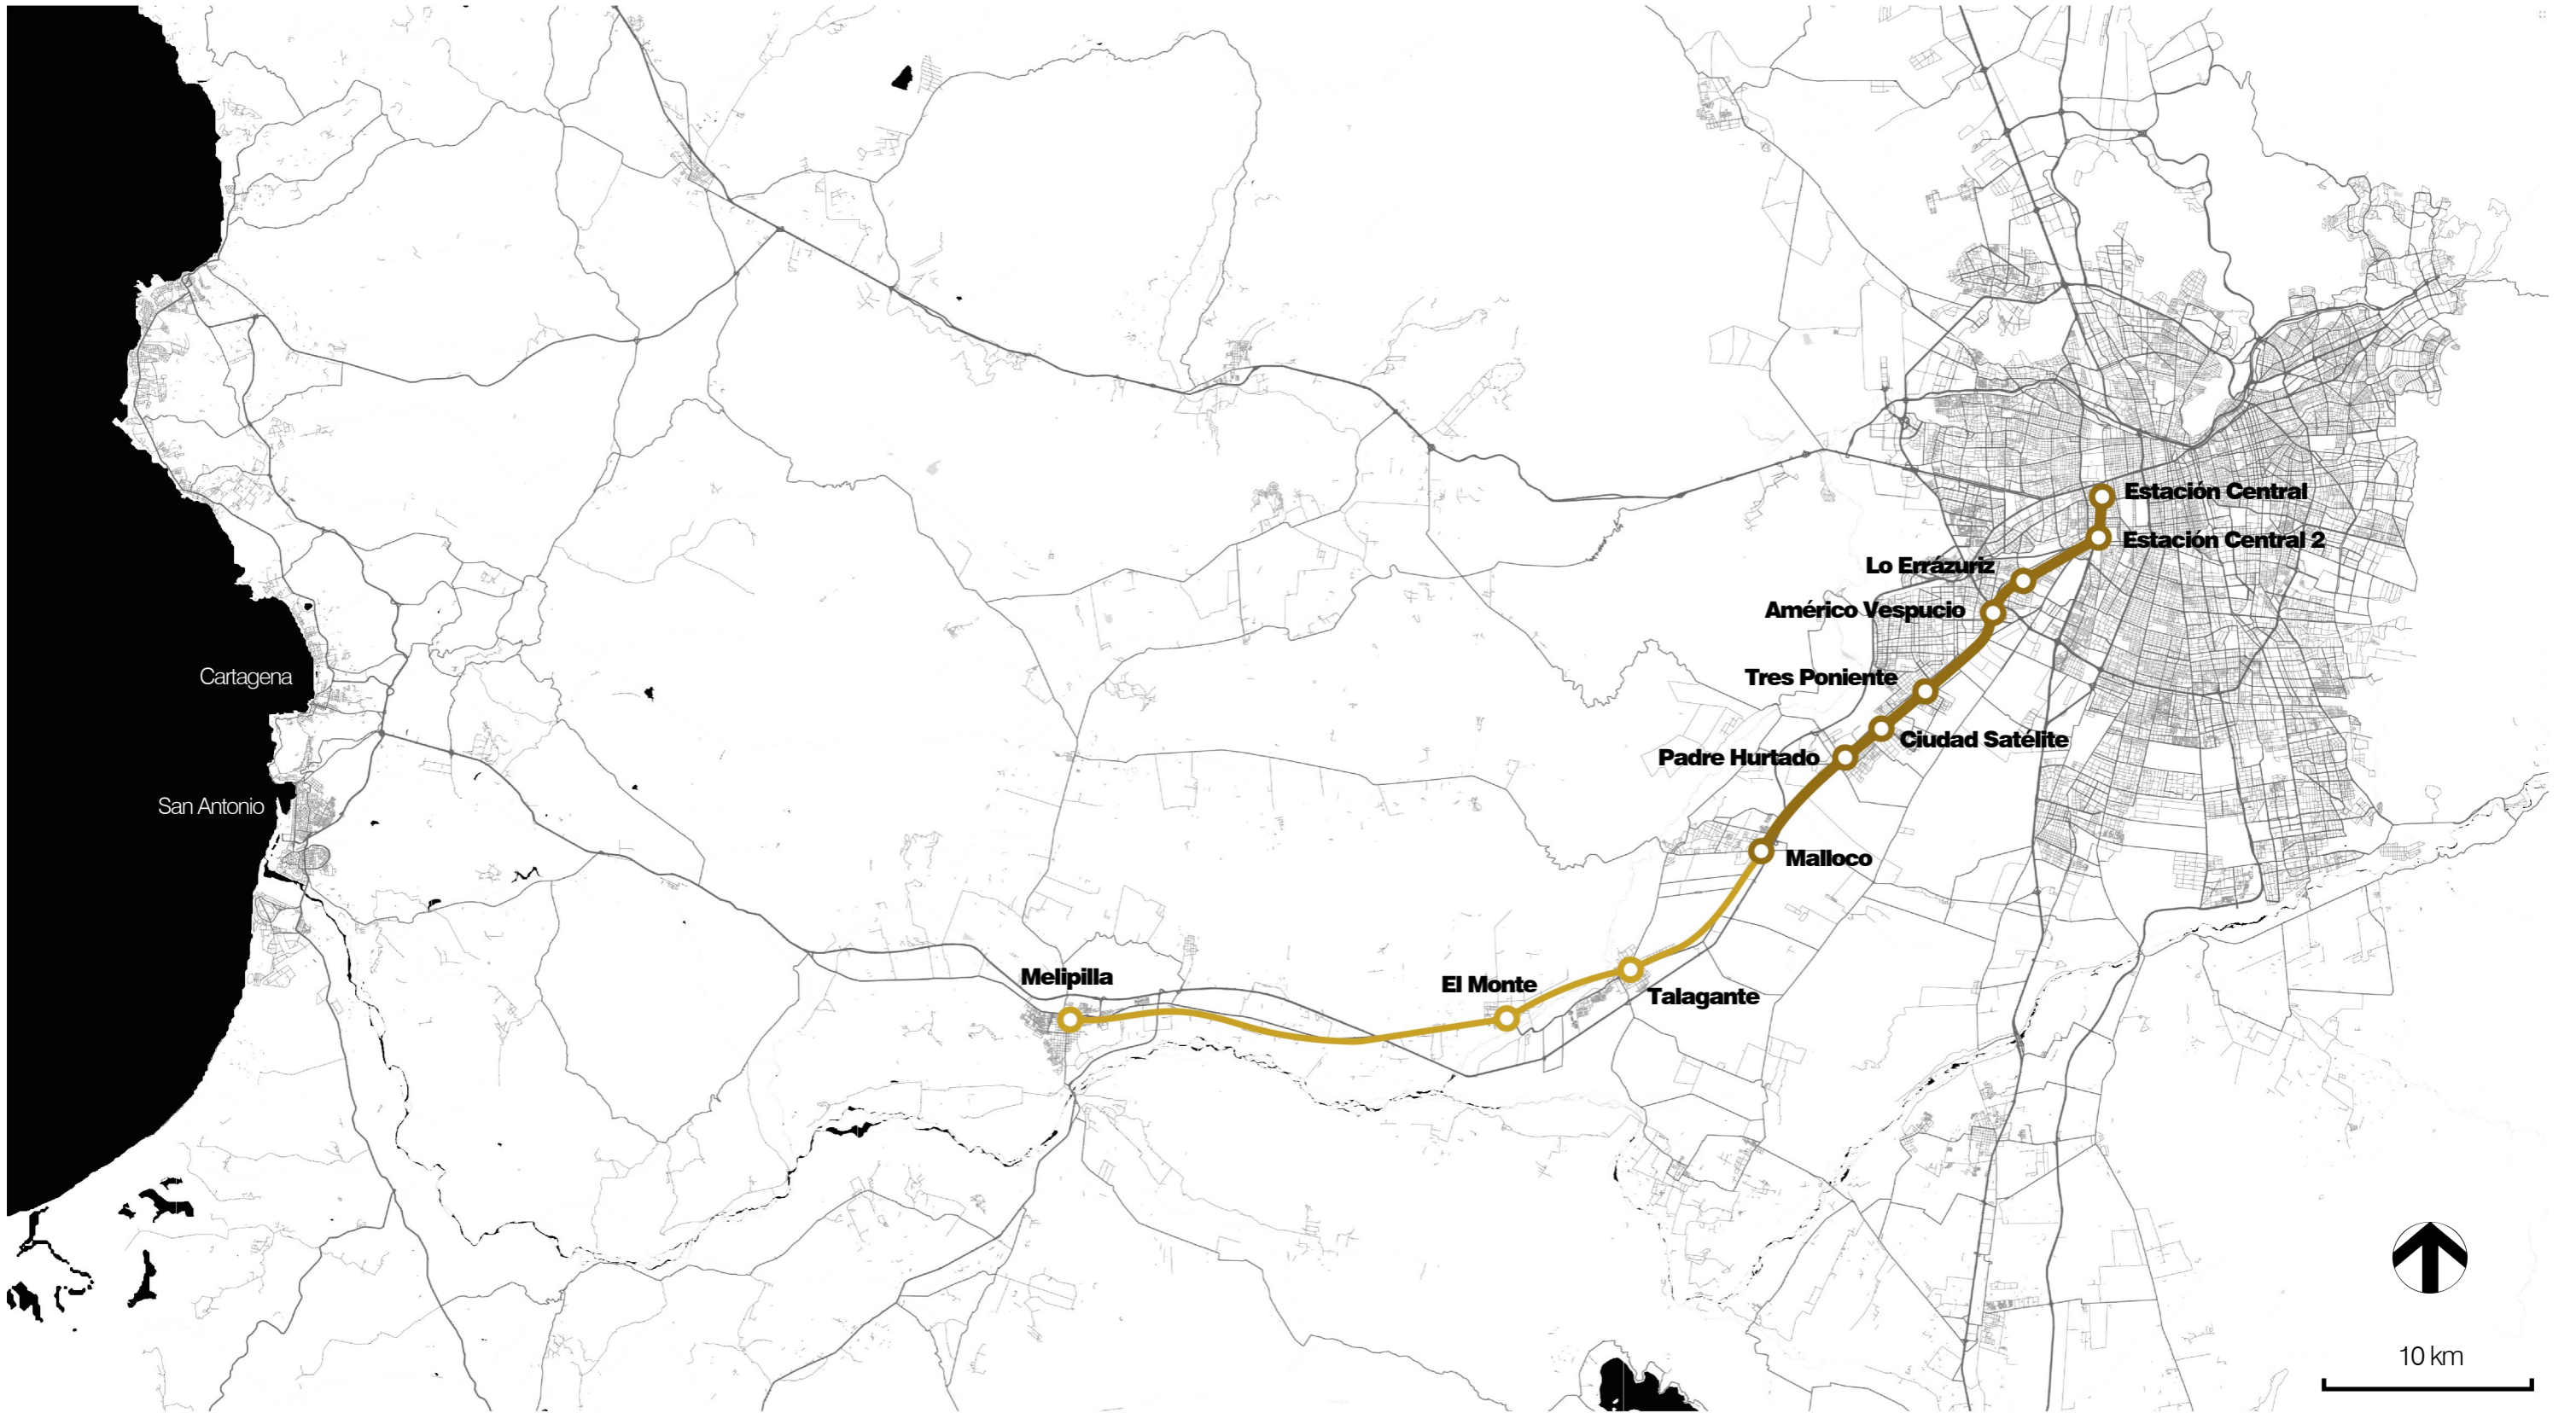 Estación Central
Estación Central 2
Lo Errázuriz
Américo Vespucio
Cartagena
Tres Poniente
Ciudad Satélite
Padre Hurtado
San Antonio
Malloco
Melipilla
El Monte
Talagante
10 km